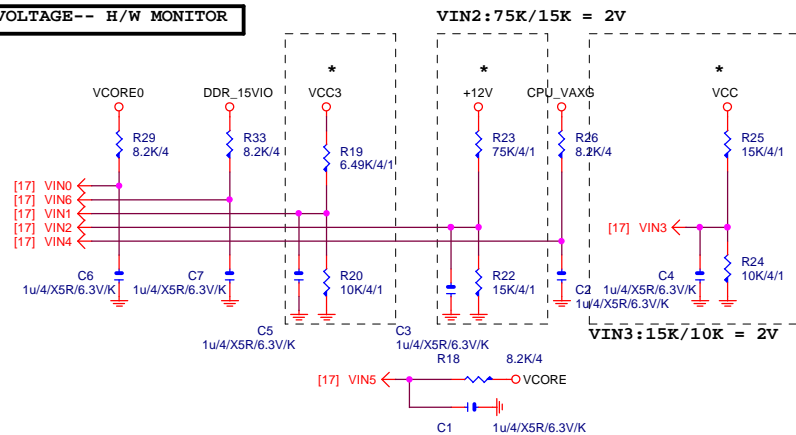 VOLTAGE-- H/W MONITOR
VIN2:75K/15K = 2V
* * *
VCORE0 DDR_15VIO VCC3 +12V CPU_VAXG VCC
R29 8.2K/4
R33 8.2K/4
R19 6.49K/4/1
R23 75K/4/1
R26 8.2K/4
R25 15K/4/1
[17] VIN0
[17] VIN6
[17] VIN1
[17] VIN2
[17] VIN4
[17] VIN3
C6 1u/4/X5R/6.3V/K
C7 1u/4/X5R/6.3V/K
R20 10K/4/1
R22 15K/4/1
C2 1u/4/X5R/6.3V/K
C4 1u/4/X5R/6.3V/K
R24 10K/4/1
C5 1u/4/X5R/6.3V/K
C3 1u/4/X5R/6.3V/K
VIN3:15K/10K = 2V
R18 8.2K/4
[17] VIN5 VCORE
C1 1u/4/X5R/6.3V/K